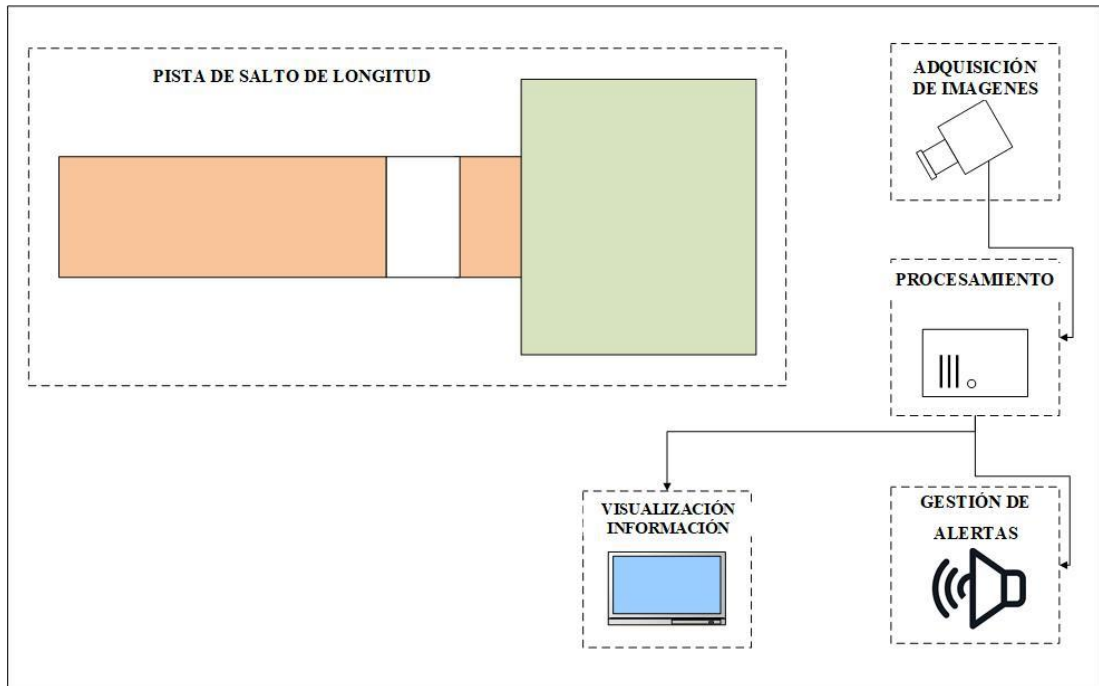 PISTA DE SALTO DE LONGITUD
ADQUISICIÓN
DE IMAGENES
PROCESAMIENTO
VISUALIZACIÓN
INFORMACIÓN
GESTIÓN DE
ALERTAS